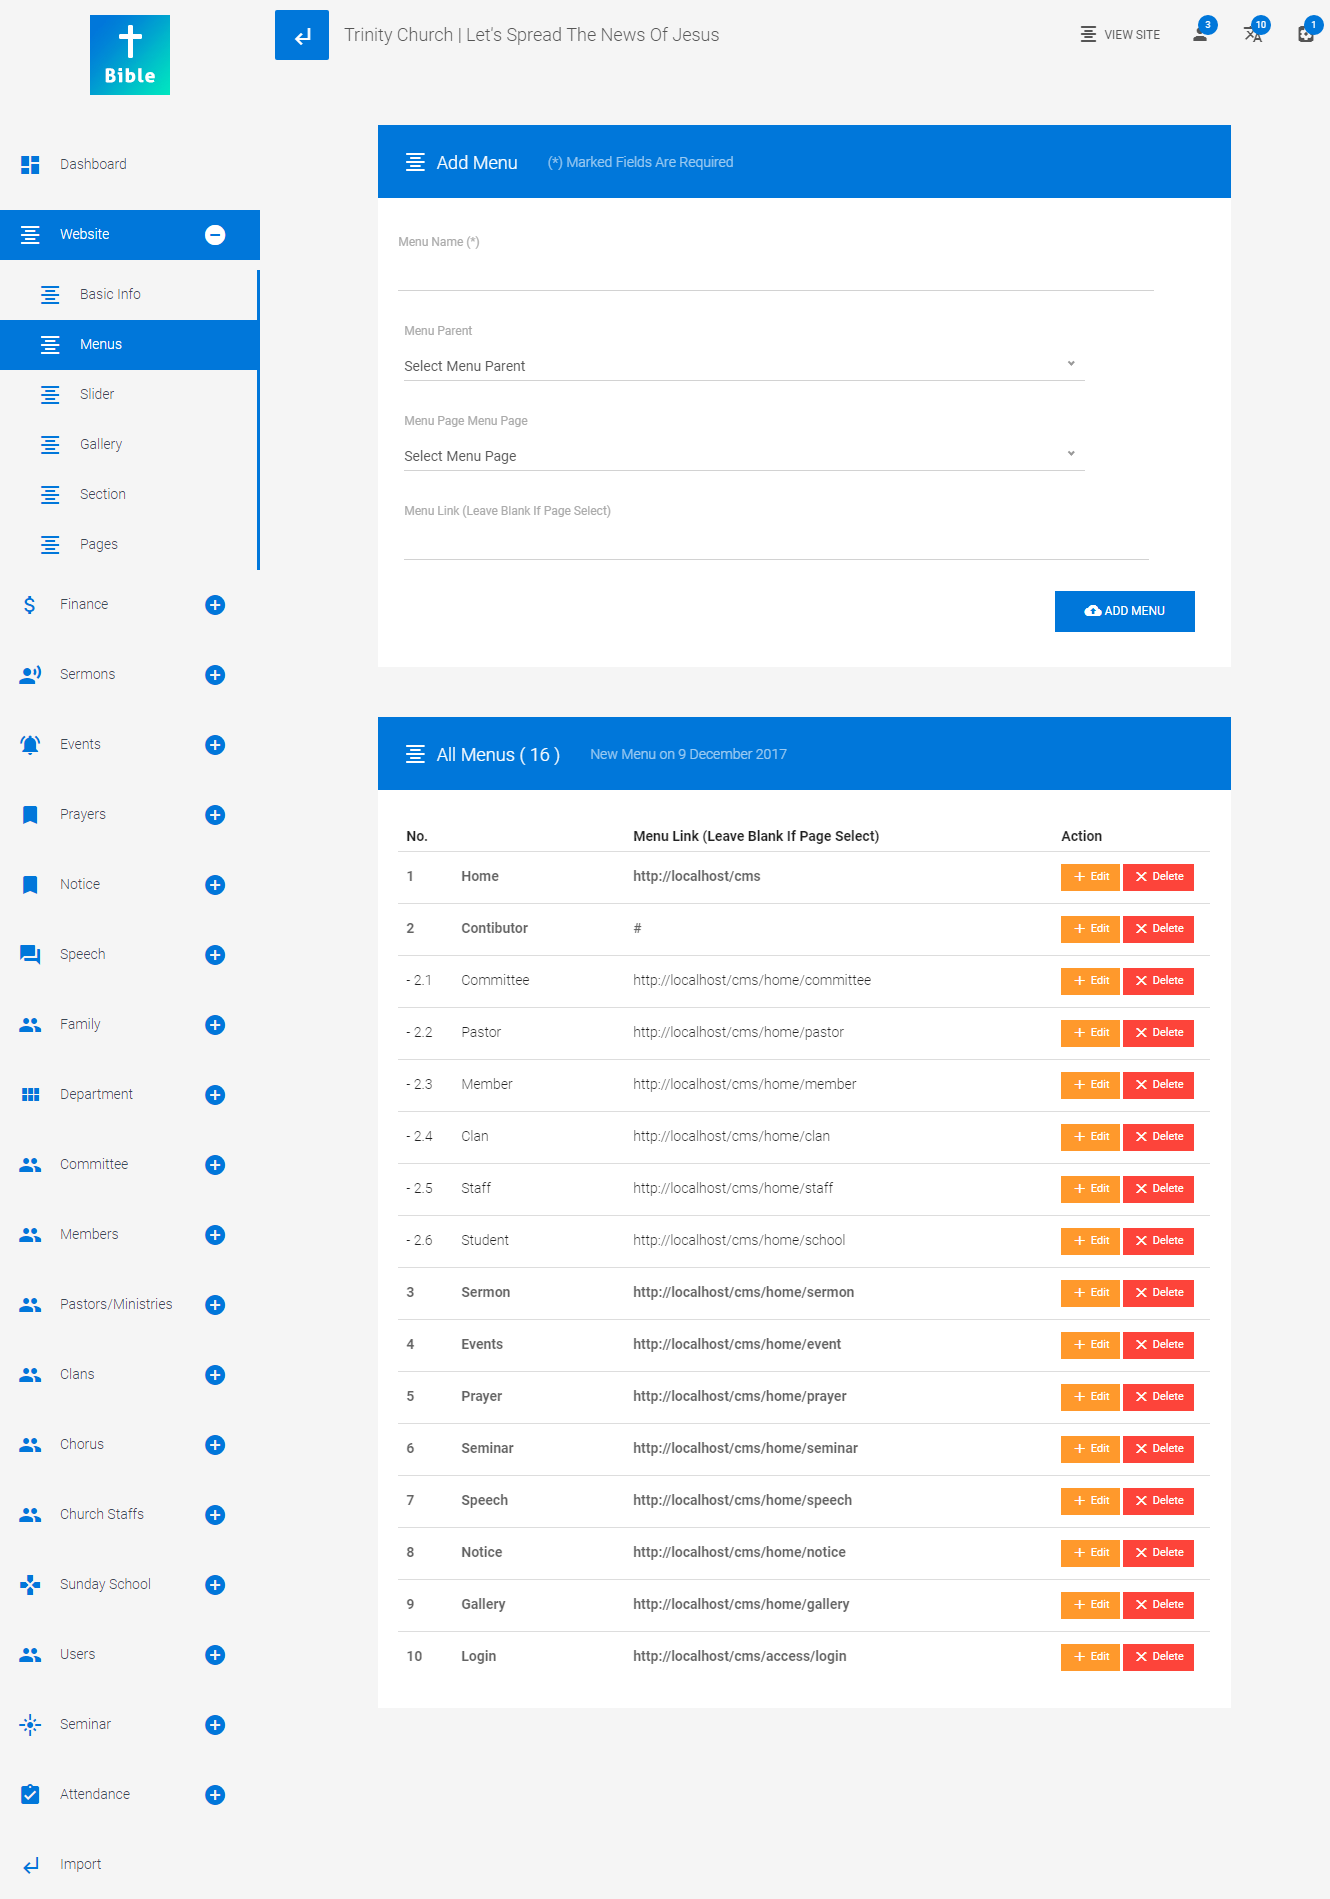 Bible
Trinity Church | Let's Spread The News Of Jesus
VIEW SITE
3
10
1
Dashboard
Website
Basic Info
Menus
Slider
Gallery
Section
Pages
Finance
Sermons
Events
Prayers
Notice
Speech
Family
Department
Committee
Members
Pastors/Ministries
Clans
Chorus
Church Staffs
Sunday School
Users
Seminar
Attendance
Import
Add Menu (*) Marked Fields Are Required
Menu Name (*)
Menu Parent
Select Menu Parent
Menu Page Menu Page
Select Menu Page
Menu Link (Leave Blank If Page Select)
ADD MENU
All Menus ( 16 ) New Menu on 9 December 2017
No. Menu Link (Leave Blank If Page Select) Action
1 Home http://localhost/cms Edit Delete
2 Contibutor # Edit Delete
- 2.1 Committee http://localhost/cms/home/committee Edit Delete
- 2.2 Pastor http://localhost/cms/home/pastor Edit Delete
- 2.3 Member http://localhost/cms/home/member Edit Delete
- 2.4 Clan http://localhost/cms/home/clan Edit Delete
- 2.5 Staff http://localhost/cms/home/staff Edit Delete
- 2.6 Student http://localhost/cms/home/school Edit Delete
3 Sermon http://localhost/cms/home/sermon Edit Delete
4 Events http://localhost/cms/home/event Edit Delete
5 Prayer http://localhost/cms/home/prayer Edit Delete
6 Seminar http://localhost/cms/home/seminar Edit Delete
7 Speech http://localhost/cms/home/speech Edit Delete
8 Notice http://localhost/cms/home/notice Edit Delete
9 Gallery http://localhost/cms/home/gallery Edit Delete
10 Login http://localhost/cms/access/login Edit Delete